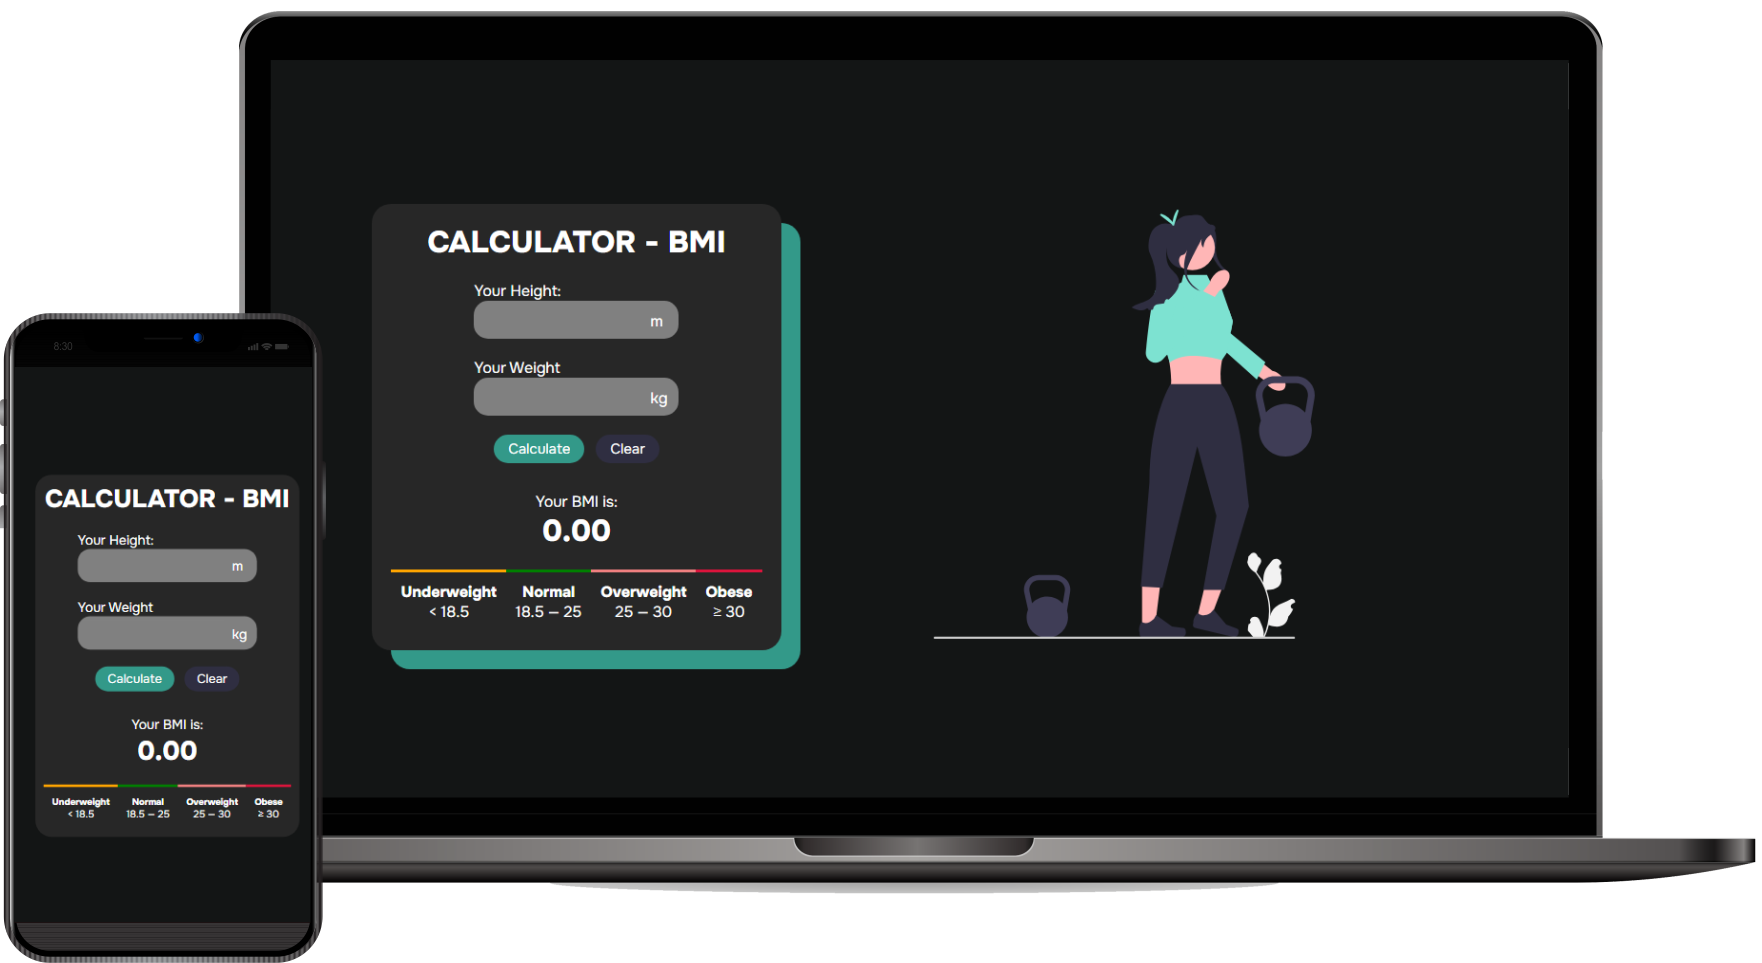 CALCULATOR - BMI
Your Height:
m
Your Weight
kg
Calculate Clear
Your BMI is:
0.00
Underweight Normal Overweight Obese
< 18.5 18.5 – 25 25 – 30 ≥ 30
8:30
CALCULATOR - BMI
Your Height:
m
Your Weight
kg
Calculate Clear
Your BMI is:
0.00
Underweight Normal Overweight Obese
< 18.5 18.5 – 25 25 – 30 ≥ 30